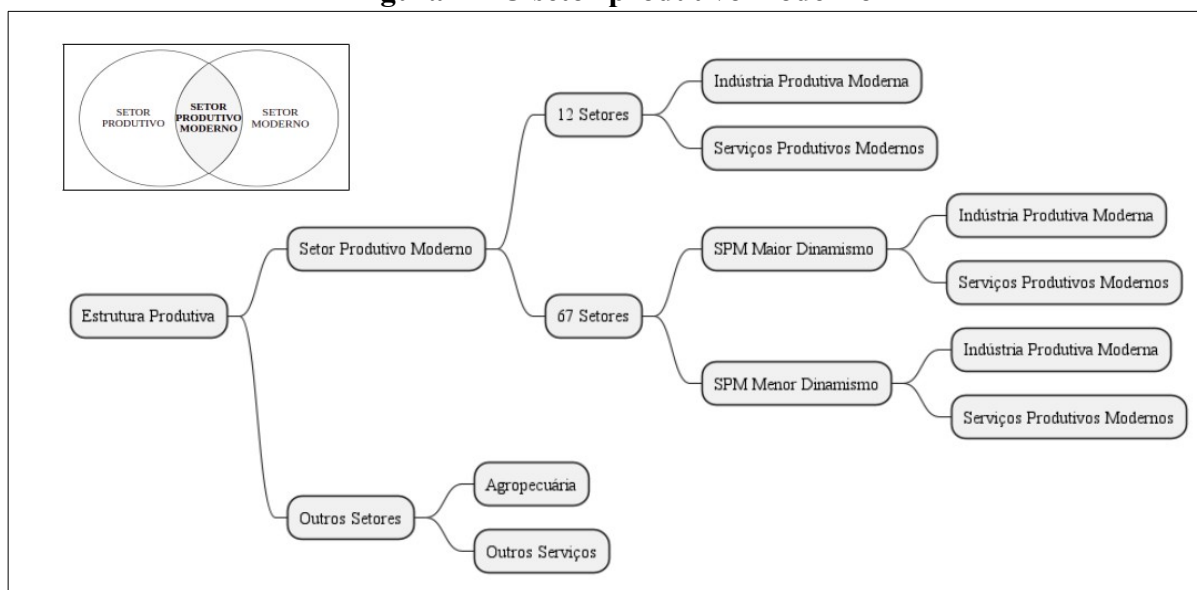 SETOR
PRODUTIVO
SETOR
PRODUTIVO
MODERNO
SETOR
MODERNO
Estrutura Produtiva
Setor Produtivo Moderno
12 Setores
Indústria Produtiva Moderna
Serviços Produtivos Modernos
67 Setores
SPM Maior Dinamismo
Indústria Produtiva Moderna
Serviços Produtivos Modernos
SPM Menor Dinamismo
Indústria Produtiva Moderna
Serviços Produtivos Modernos
Outros Setores
Agropecuária
Outros Serviços